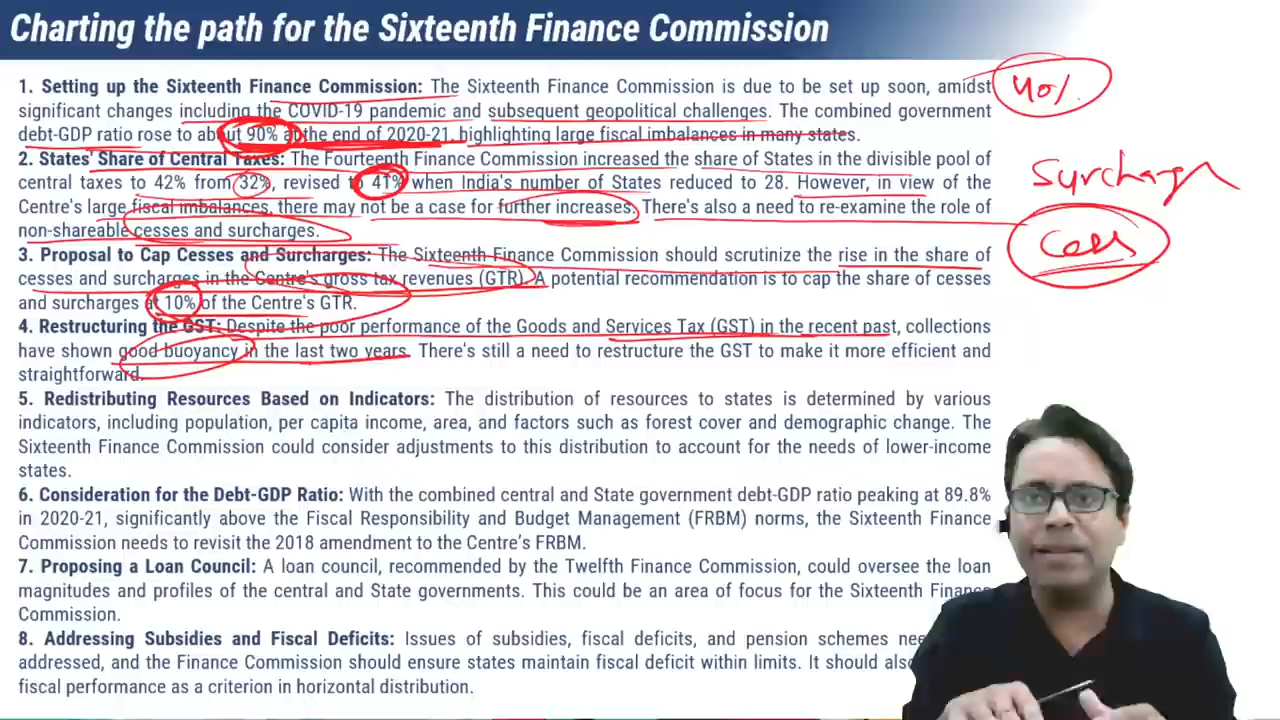 Charting the path for the Sixteenth Finance Commission
1. Setting up the Sixteenth Finance Commission: The Sixteenth Finance Commission is due to be set up soon, amidst
significant changes including the COVID-19 pandemic and subsequent geopolitical challenges. The combined government
debt-GDP ratio rose to about 90% at the end of 2020-21, highlighting large fiscal imbalances in many states.
2. States' Share of Central Taxes: The Fourteenth Finance Commission increased the share of States in the divisible pool of
central taxes to 42% from 32%, revised to 41% when India's number of States reduced to 28. However, in view of the
Centre's large fiscal imbalances, there may not be a case for further increases. There's also a need to re-examine the role of
non-shareable cesses and surcharges.
3. Proposal to Cap Cesses and Surcharges: The Sixteenth Finance Commission should scrutinize the rise in the share of
cesses and surcharges in the Centre's gross tax revenues (GTR). A potential recommendation is to cap the share of cesses
and surcharges at 10% of the Centre's GTR.
4. Restructuring the GST: Despite the poor performance of the Goods and Services Tax (GST) in the recent past, collections
have shown good buoyancy in the last two years. There's still a need to restructure the GST to make it more efficient and
straightforward.
5. Redistributing Resources Based on Indicators: The distribution of resources to states is determined by various
indicators, including population, per capita income, area, and factors such as forest cover and demographic change. The
Sixteenth Finance Commission could consider adjustments to this distribution to account for the needs of lower-income
states.
6. Consideration for the Debt-GDP Ratio: With the combined central and State government debt-GDP ratio peaking at 89.8%
in 2020-21, significantly above the Fiscal Responsibility and Budget Management (FRBM) norms, the Sixteenth Finance
Commission needs to revisit the 2018 amendment to the Centre's FRBM.
7. Proposing a Loan Council: A loan council, recommended by the Twelfth Finance Commission, could oversee the loan
magnitudes and profiles of the central and State governments. This could be an area of focus for the Sixteenth Finance
Commission.
8. Addressing Subsidies and Fiscal Deficits: Issues of subsidies, fiscal deficits, and pension schemes
addressed, and the Finance Commission should ensure states maintain fiscal deficit within limits. It should
fiscal performance as a criterion in horizontal distribution.
40%
Surcharge
Cess